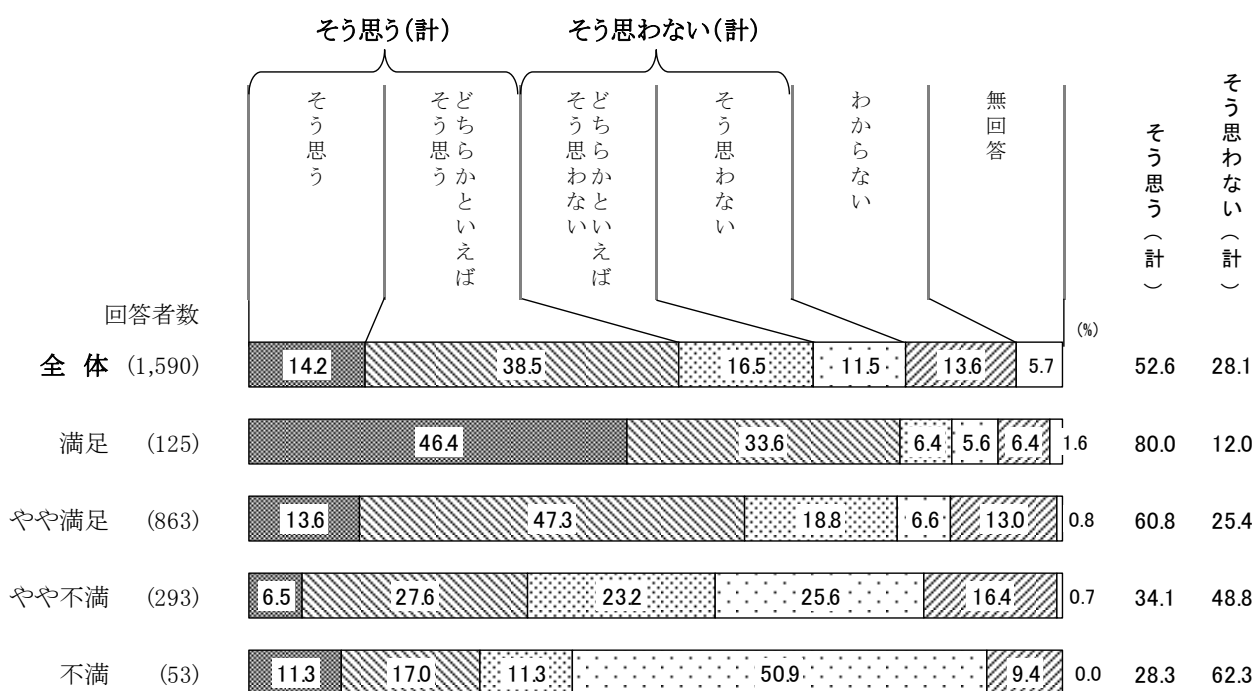 そう思う(計)　そう思わない(計)
そう思う
どちらかといえば
そう思う
どちらかといえば
そう思わない
そう思わない
わからない
無回答
そう思う(計)
そう思わない(計)
回答者数
(%)
全 体 (1,590) 14.2 38.5 16.5 11.5 13.6 5.7 52.6 28.1
満足 (125) 46.4 33.6 6.4 5.6 6.4 1.6 80.0 12.0
やや満足 (863) 13.6 47.3 18.8 6.6 13.0 0.8 60.8 25.4
やや不満 (293) 6.5 27.6 23.2 25.6 16.4 0.7 34.1 48.8
不満 (53) 11.3 17.0 11.3 50.9 9.4 0.0 28.3 62.3